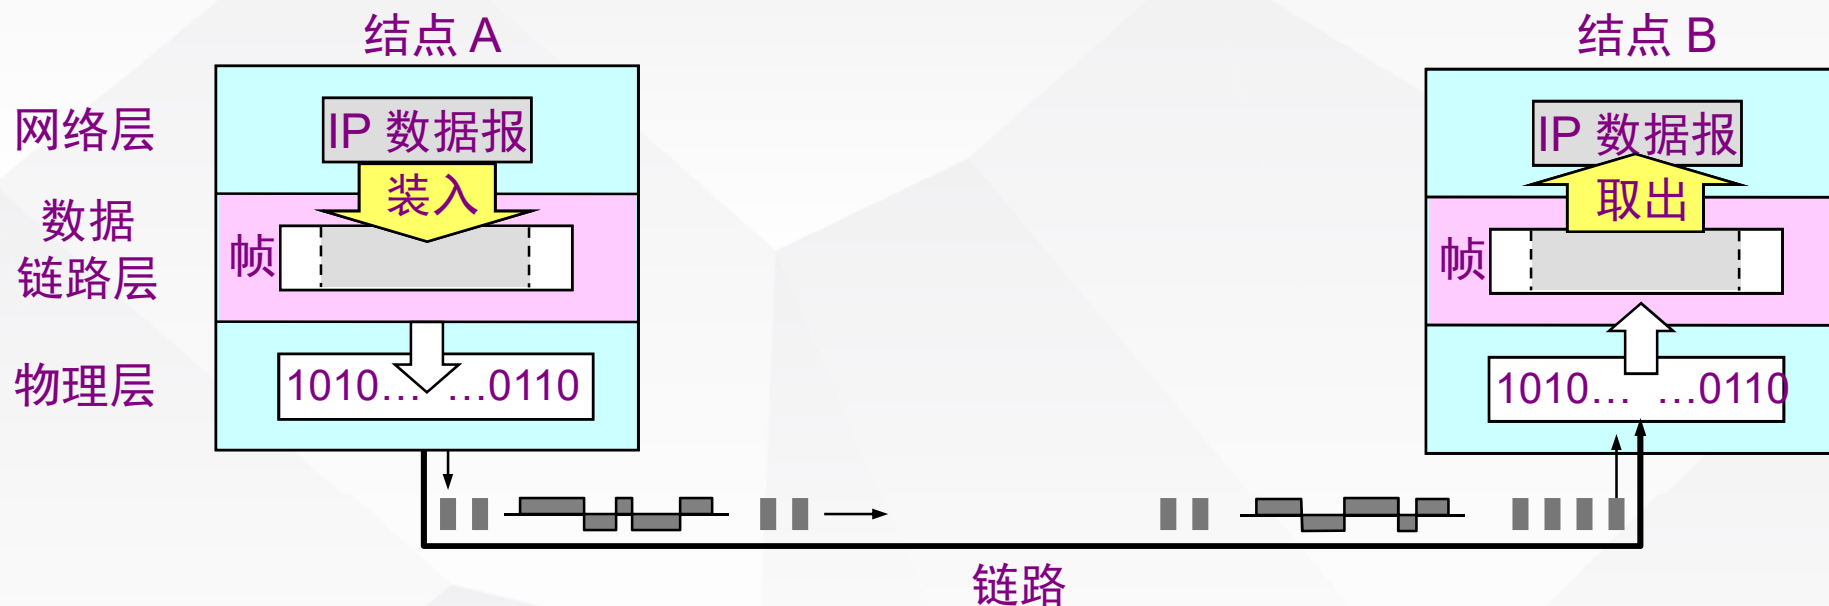 结点 A
结点 B
网络层
IP 数据报
IP 数据报
装入
取出
数据
链路层
帧
帧
物理层
1010… …0110
1010… …0110
链路